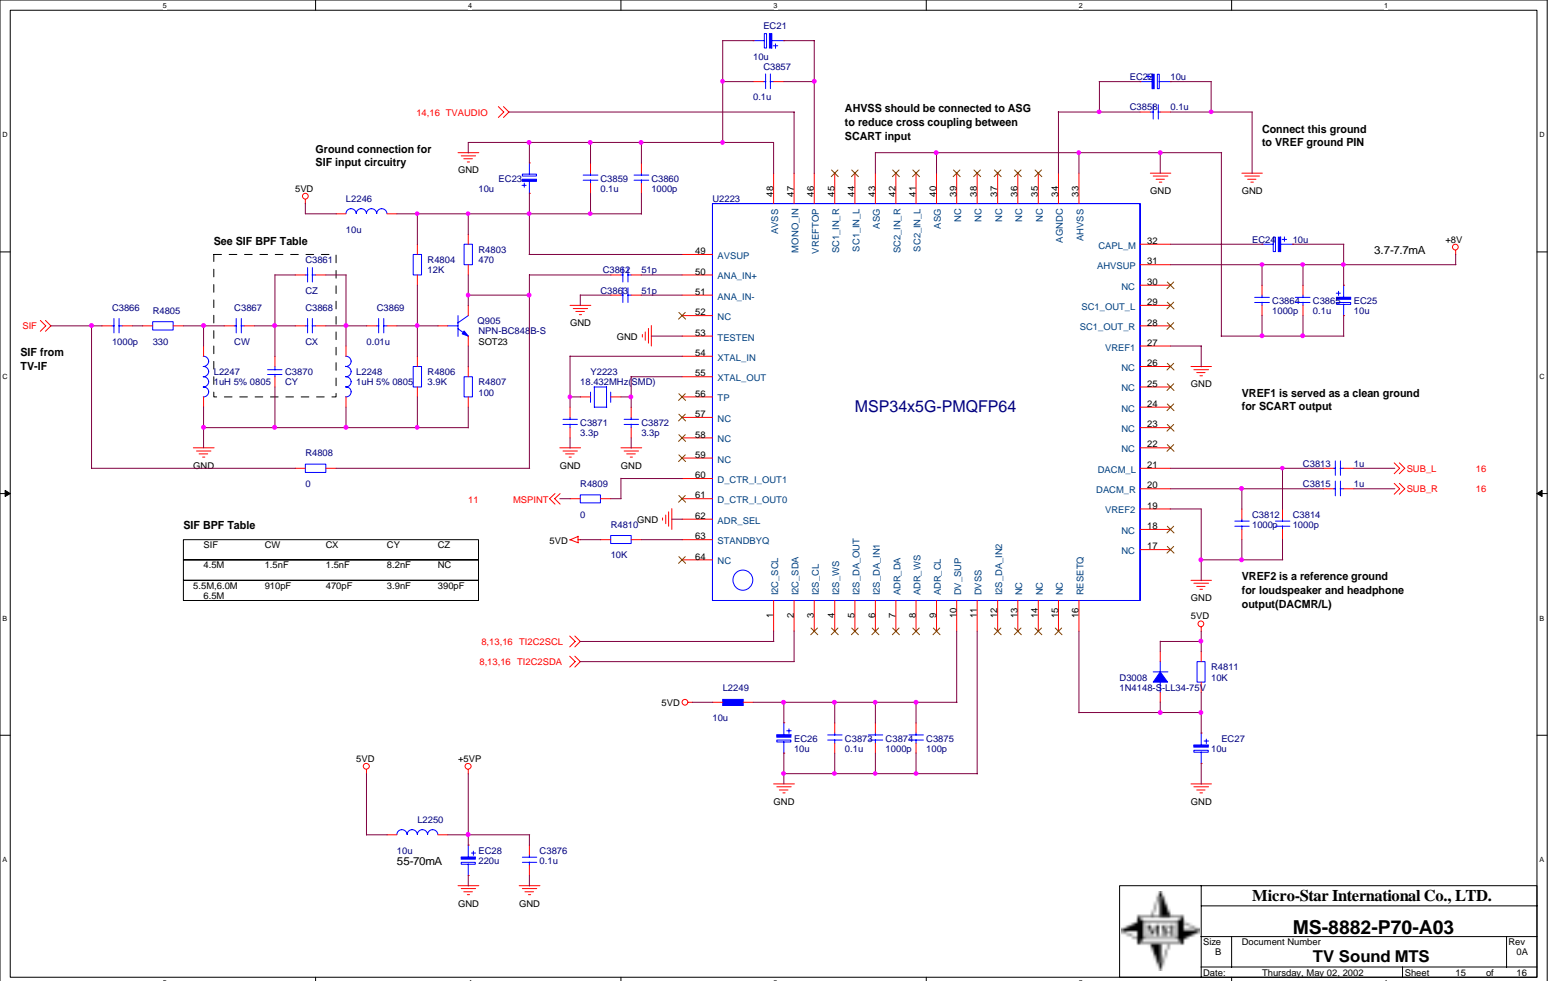 5
4
3
2
1
EC21
10u
C3857
0.1u
14,16 TVAUDIO
AHVSS should be connected to ASG
to reduce cross coupling between
SCART input
10u
C3858
0.1u
Connect this ground
to VREF ground PIN
Ground connection for
SIF input circuitry
GND
EC23
10u
C3859
0.1u
C3860
1000p
GND
GND
5VD
L2246
10u
See SIF BPF Table
C3861
CZ
R4804
12K
R4803
470
C3866
1000p
R4805
330
C3867
CW
C3868
CX
C3869
0.01u
Q905
NPN-BC848B-S
SOT23
SIF
SIF from
TV-IF
L2247
1uH 5% 0805
C3870
CY
L2248
1uH 5% 0805
R4806
3.9K
R4807
100
GND
R4808
0
C3862
51p
C3863
51p
GND
GND
Y2223
18.432MHz(SMD)
C3871
3.3p
C3872
3.3p
GND
GND
11
MSPINT
R4809
0
R4810
10K
GND
5VD
SIF BPF Table
SIF CW CX CY CZ
4.5M 1.5nF 1.5nF 8.2nF NC
5.5M,6.0M 910pF 470pF 3.9nF 390pF
6.5M
U2223
MSP34x5G-PMQFP64
48 AVSS
47 MONO_IN
46 VREFTOP
45 SC1_IN_R
44 SC1_IN_L
43 ASG
42 SC2_IN_R
41 SC2_IN_L
40 ASG
39 NC
38 NC
37 NC
36 NC
35 NC
34 AGNDC
33 AHVSS
49 AVSUP
50 ANA_IN+
51 ANA_IN-
52 NC
53 TESTEN
54 XTAL_IN
55 XTAL_OUT
56 TP
57 NC
58 NC
59 NC
60 D_CTR_I_OUT1
61 D_CTR_I_OUT0
62 ADR_SEL
63 STANDBYQ
64 NC
CAPL_M 32
AHVSUP 31
NC 30
SC1_OUT_L 29
SC1_OUT_R 28
VREF1 27
NC 26
NC 25
NC 24
NC 23
NC 22
DACM_L 21
DACM_R 20
VREF2 19
NC 18
NC 17
I2C_SCL 1
I2C_SDA 2
I2S_CL 3
I2S_WS 4
I2S_DA_OUT 5
I2S_DA_IN1 6
ADR_DA 7
ADR_WS 8
ADR_CL 9
DV_SUP 10
DVSS 11
I2S_DA_IN2 12
NC 13
NC 14
NC 15
RESETQ 16
EC24
10u
3.7-7.7mA
+8V
C3864
1000p
0.1u
EC25
10u
GND
VREF1 is served as a clean ground
for SCART output
C3813
1u
SUB_L
16
C3815
1u
SUB_R
16
C3812
1000p
C3814
1000p
GND
VREF2 is a reference ground
for loudspeaker and headphone
output(DACMR/L)
8,13,16 TI2C2SCL
8,13,16 TI2C2SDA
5VD
D3008
1N4148-S-LL34-75V
R4811
10K
EC27
10u
GND
5VD
L2249
10u
EC26
10u
C3873
0.1u
C3874
1000p
C3875
100p
GND
5VD
+5VP
L2250
10u
55-70mA
EC28
220u
C3876
0.1u
GND
GND
D
C
B
A
D
C
B
A
MSI
Micro-Star International Co., LTD.
MS-8882-P70-A03
Size
B
Document Number
TV Sound MTS
Rev
0A
Date: Thursday, May 02, 2002 Sheet 15 of 16